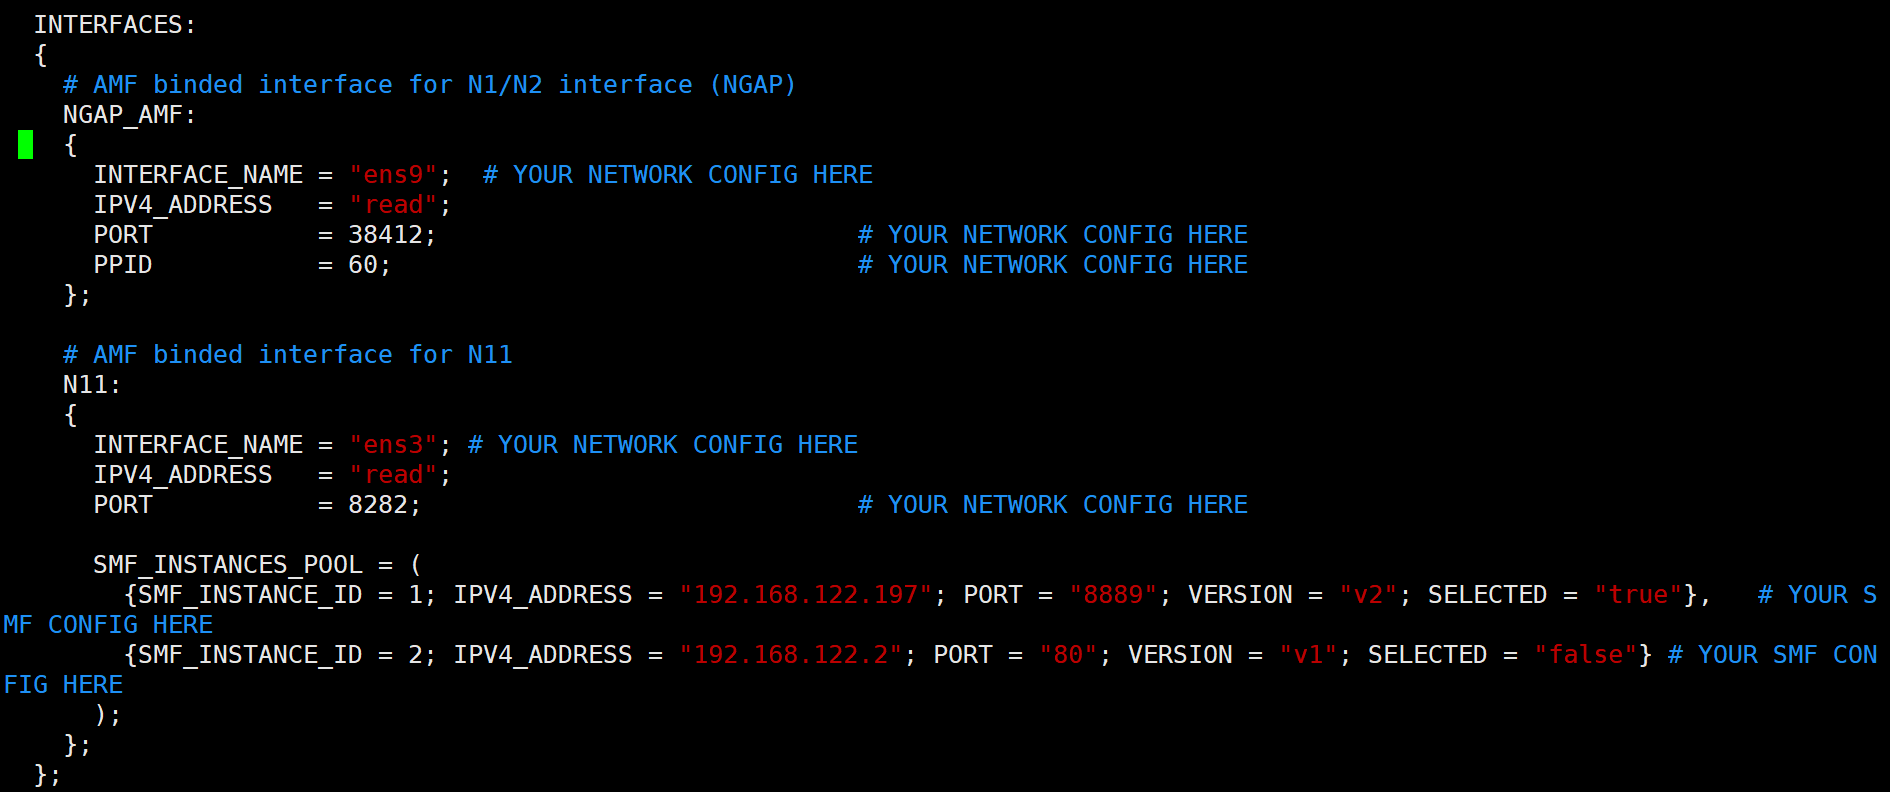 INTERFACES:
{
# AMF binded interface for N1/N2 interface (NGAP)
NGAP_AMF:
{
INTERFACE_NAME = "ens9";  # YOUR NETWORK CONFIG HERE
IPV4_ADDRESS   = "read";
PORT           = 38412;                            # YOUR NETWORK CONFIG HERE
PPID           = 60;                               # YOUR NETWORK CONFIG HERE
};
# AMF binded interface for N11
N11:
{
INTERFACE_NAME = "ens3"; # YOUR NETWORK CONFIG HERE
IPV4_ADDRESS   = "read";
PORT           = 8282;                             # YOUR NETWORK CONFIG HERE
SMF_INSTANCES_POOL = (
{SMF_INSTANCE_ID = 1; IPV4_ADDRESS = "192.168.122.197"; PORT = "8889"; VERSION = "v2"; SELECTED = "true"},   # YOUR S
MF CONFIG HERE
{SMF_INSTANCE_ID = 2; IPV4_ADDRESS = "192.168.122.2"; PORT = "80"; VERSION = "v1"; SELECTED = "false"} # YOUR SMF CON
FIG HERE
);
};
};